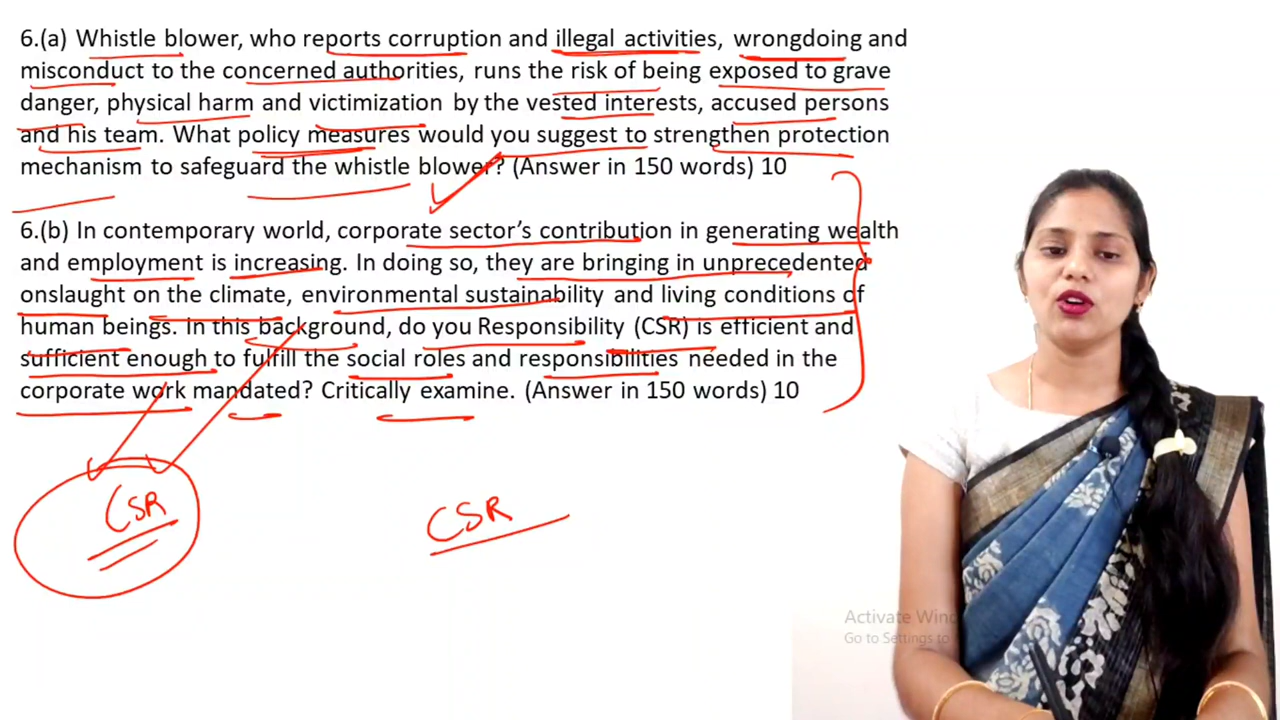 6.(a) Whistle blower, who reports corruption and illegal activities, wrongdoing and
misconduct to the concerned authorities, runs the risk of being exposed to grave
danger, physical harm and victimization by the vested interests, accused persons
and his team. What policy measures would you suggest to strengthen protection
mechanism to safeguard the whistle blower? (Answer in 150 words) 10
6.(b) In contemporary world, corporate sector's contribution in generating wealth
and employment is increasing. In doing so, they are bringing in unprecedented
onslaught on the climate, environmental sustainability and living conditions of
human beings. In this background, do you Responsibility (CSR) is efficient and
sufficient enough to fulfill the social roles and responsibilities needed in the
corporate work mandated? Critically examine. (Answer in 150 words) 10
CSR
CSR
Activate Wind
Go to Settings to